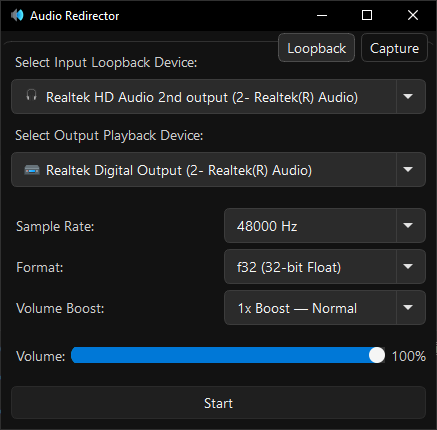 Audio Redirector
Loopback Capture
Select Input Loopback Device:
Realtek HD Audio 2nd output (2- Realtek(R) Audio)
Select Output Playback Device:
Realtek Digital Output (2- Realtek(R) Audio)
Sample Rate: 48000 Hz
Format: f32 (32-bit Float)
Volume Boost: 1x Boost — Normal
Volume: 100%
Start